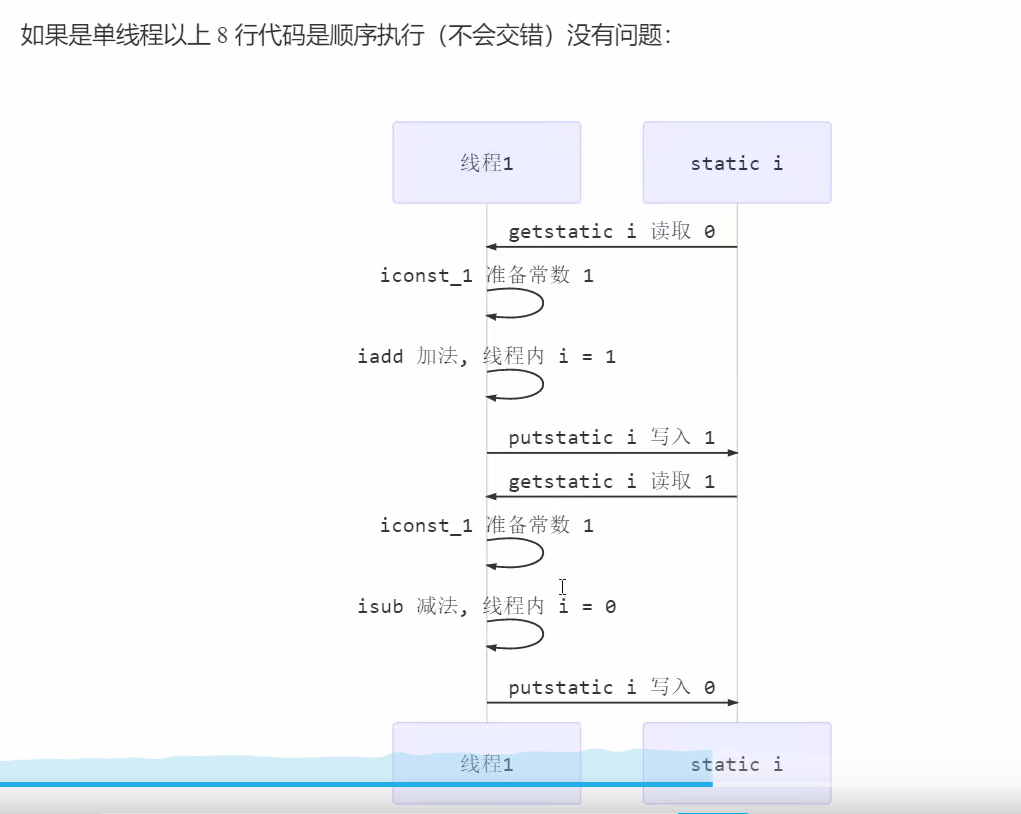 如果是单线程以上 8 行代码是顺序执行（不会交错）没有问题：
线程1
static i
getstatic i 读取 0
iconst_1 准备常数 1
iadd 加法, 线程内 i = 1
putstatic i 写入 1
getstatic i 读取 1
iconst_1 准备常数 1
isub 减法, 线程内 i = 0
putstatic i 写入 0
线程1
static i